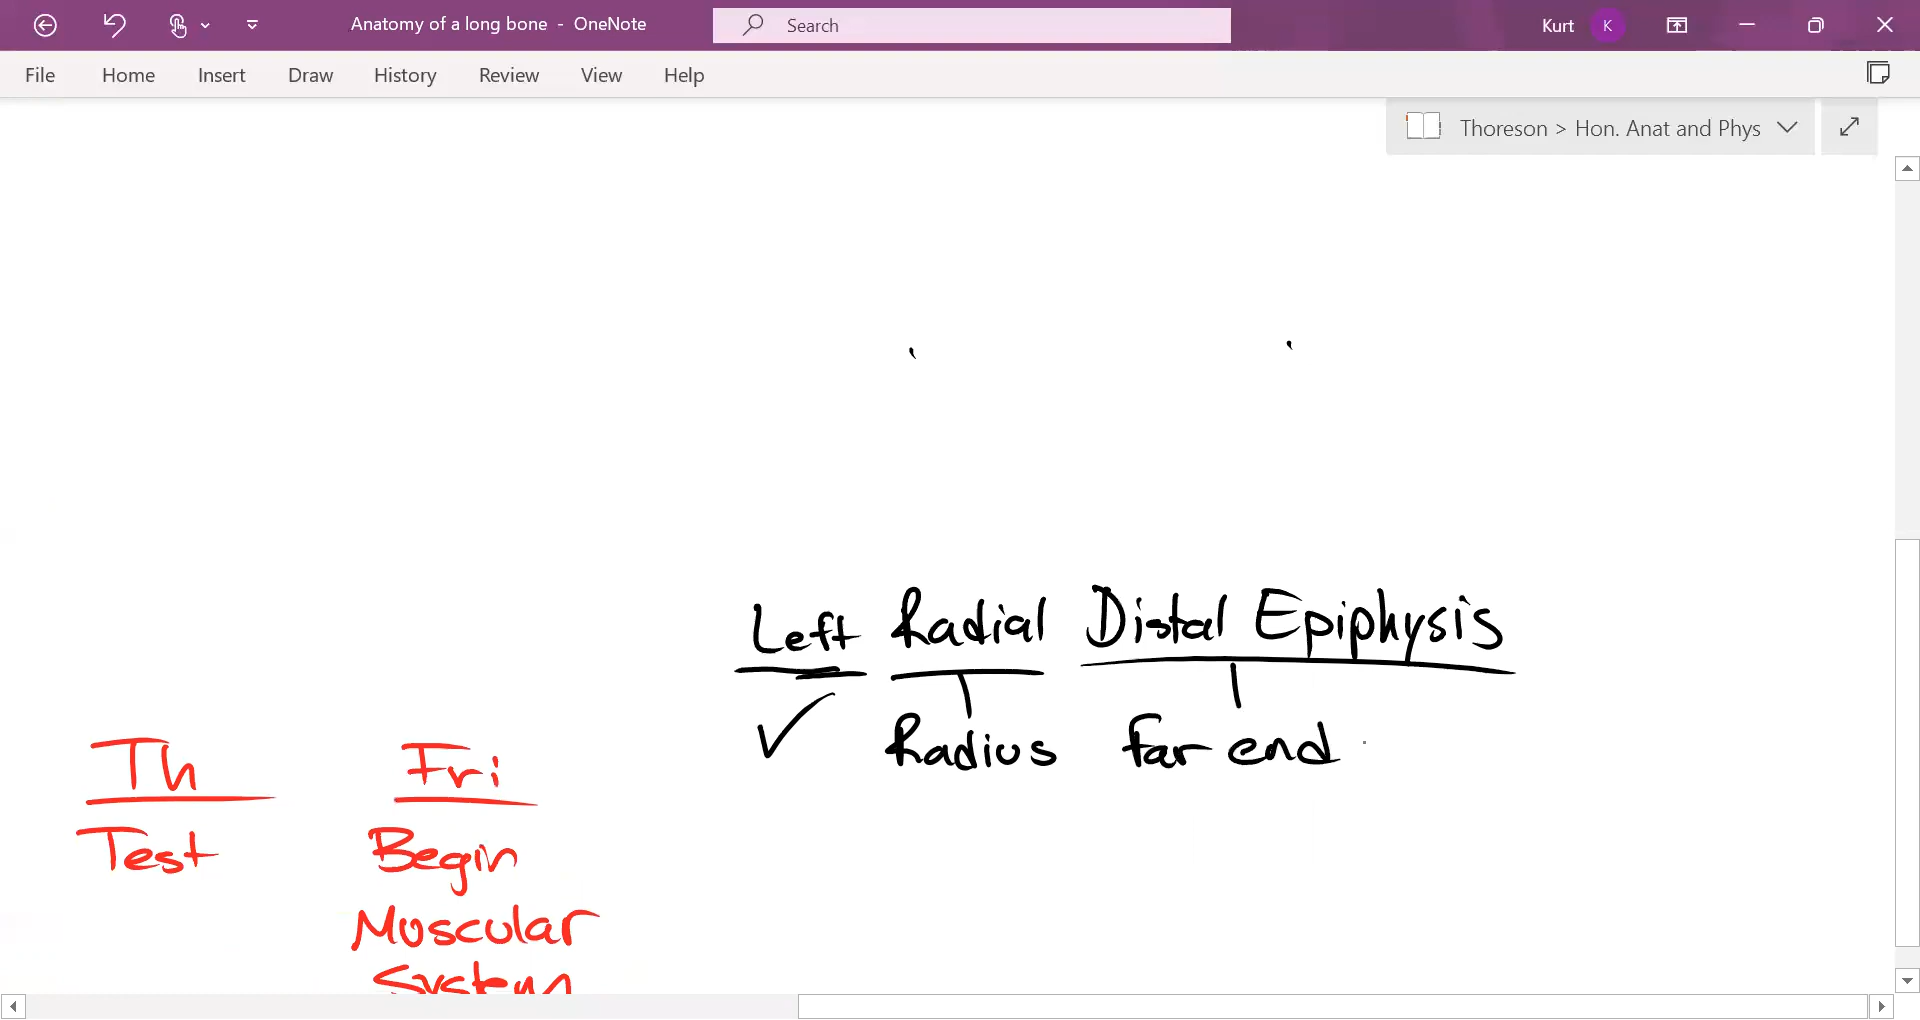 Anatomy of a long bone - OneNote
Search
Kurt K
File Home Insert Draw History Review View Help
Thoreson > Hon. Anat and Phys
Left Radial Distal Epiphysis
Radius far end
Th Fri
Test Begin
Muscular
System